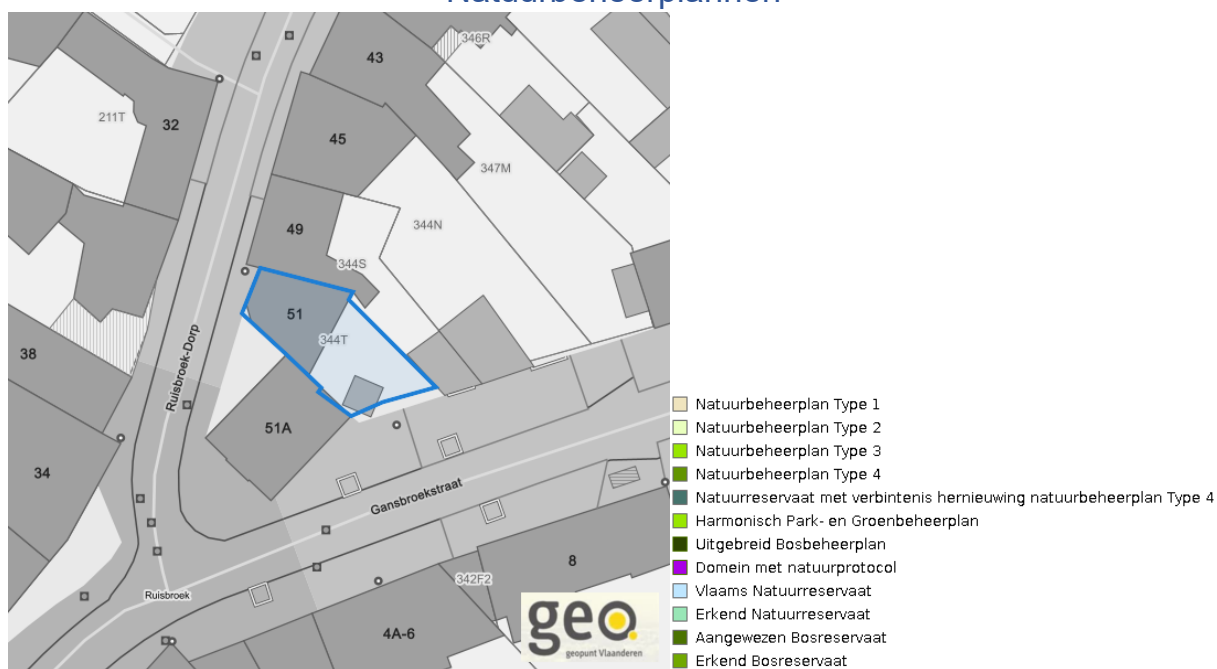 Natuurbeheerplannen
43
346R
211T
32
45
347M
49
344N
344S
51
344T
38
Ruisbroek-Dorp
51A
34
Gansbroekstraat
8
342F2
Ruisbroek
4A-6
geo
geopunt Vlaanderen
Natuurbeheerplan Type 1
Natuurbeheerplan Type 2
Natuurbeheerplan Type 3
Natuurbeheerplan Type 4
Natuurreservaat met verbintenis hernieuwing natuurbeheerplan Type 4
Harmonisch Park- en Groenbeheerplan
Uitgebreid Bosbeheerplan
Domein met natuurprotocol
Vlaams Natuurreservaat
Erkend Natuurreservaat
Aangewezen Bosreservaat
Erkend Bosreservaat